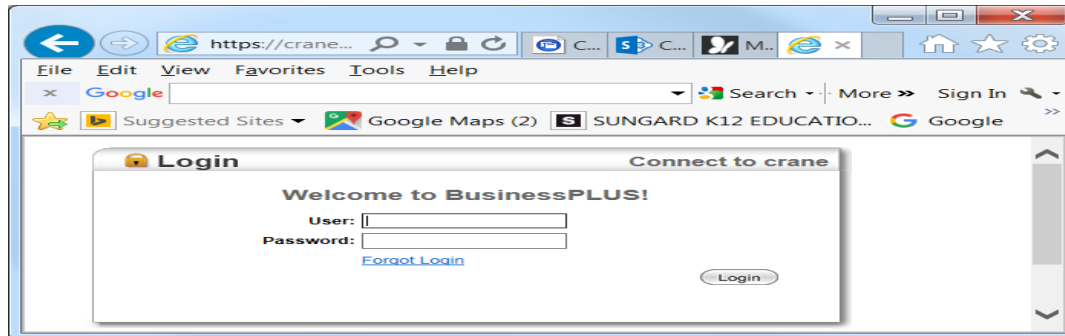 https://crane... C... C... M..
File Edit View Favorites Tools Help
Google Search More » Sign In
Suggested Sites Google Maps (2) SUNGARD K12 EDUCATIO... Google
Login Connect to crane
Welcome to BusinessPLUS!
User:
Password:
Forgot Login
Login